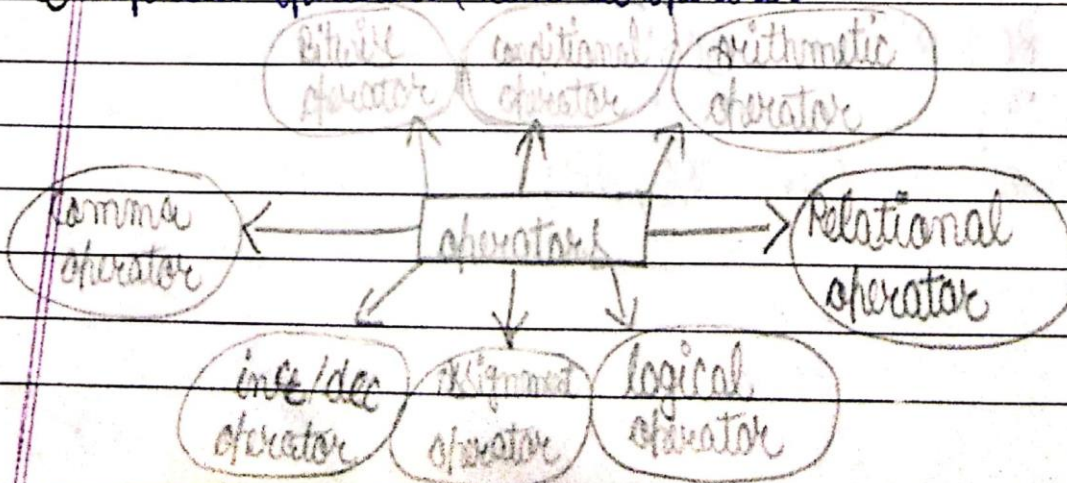 Bitwise
operator
conditional
operator
Arithmetic
operator
Comma
operator
operators
Relational
operator
inc/dec
operator
Assignment
operator
logical
operator